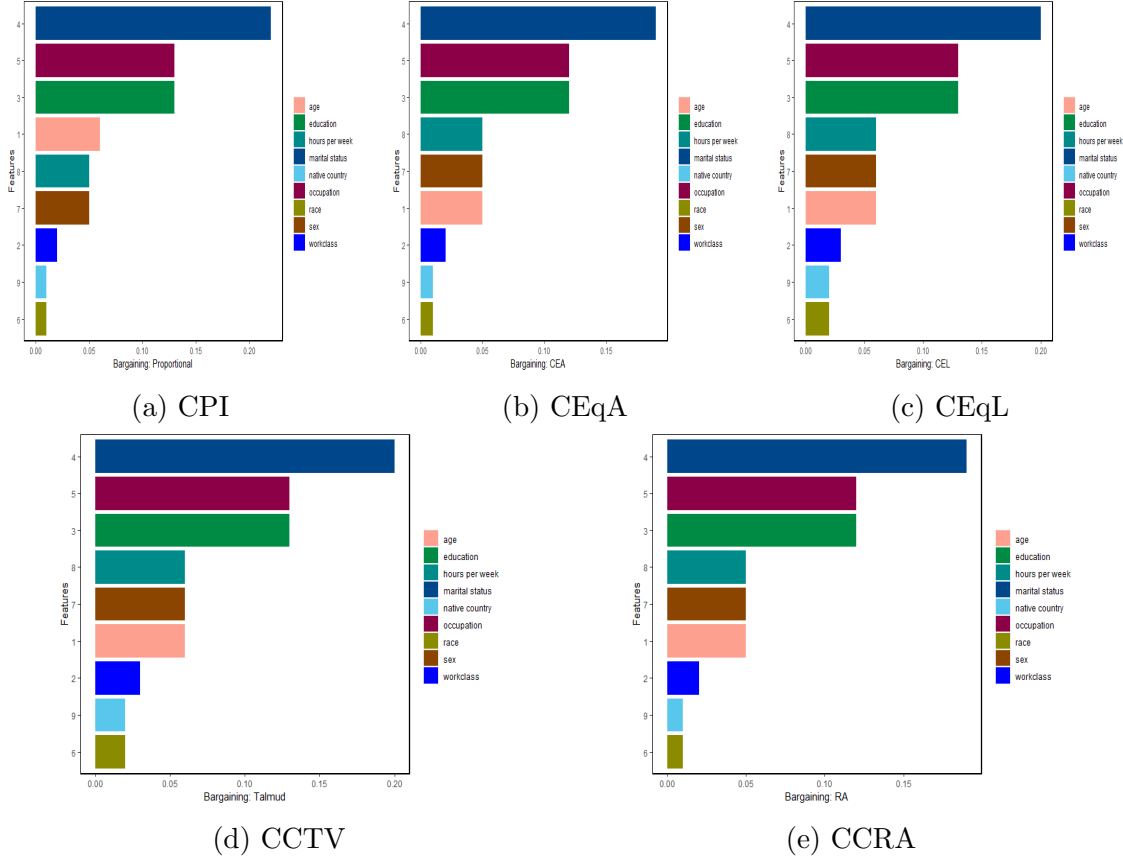 4
5
3
1
8
7
2
9
6
Features
0.00 0.05 0.10 0.15 0.20
Bargaining: Proportional
age
education
hours per week
marital status
native country
occupation
race
sex
workclass
(a) CPI
4
5
3
8
7
1
2
9
6
Features
0.00 0.05 0.10 0.15
Bargaining: CEA
age
education
hours per week
marital status
native country
occupation
race
sex
workclass
(b) CEqA
4
5
3
8
7
1
2
9
6
Features
0.00 0.05 0.10 0.15 0.20
Bargaining: CEL
age
education
hours per week
marital status
native country
occupation
race
sex
workclass
(c) CEqL
4
5
3
8
7
1
2
9
6
Features
0.00 0.05 0.10 0.15 0.20
Bargaining: Talmud
age
education
hours per week
marital status
native country
occupation
race
sex
workclass
(d) CCTV
4
5
3
8
7
1
2
9
6
Features
0.00 0.05 0.10 0.15
Bargaining: RA
age
education
hours per week
marital status
native country
occupation
race
sex
workclass
(e) CCRA